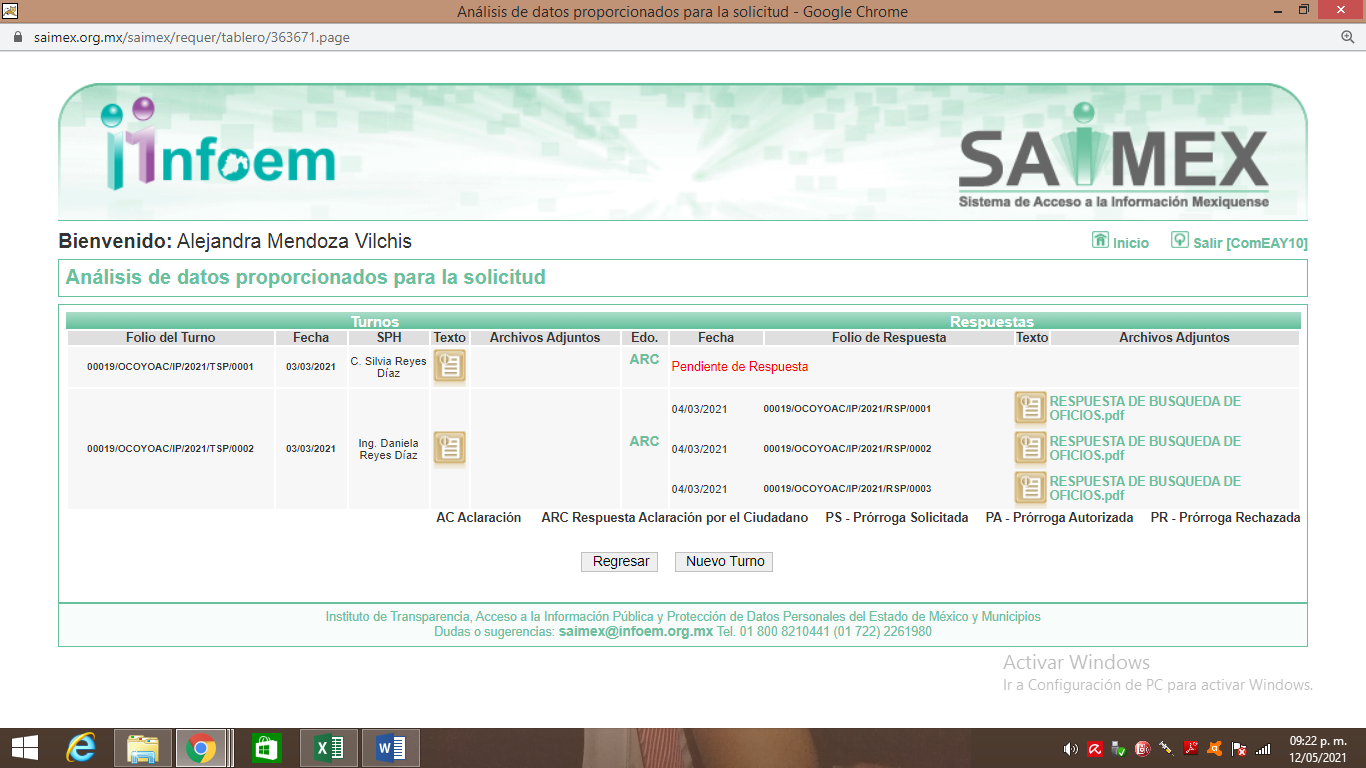 Análisis de datos proporcionados para la solicitud - Google Chrome
saimex.org.mx/saimex/requer/tablero/363671.page
infoem
SAIMEX
Sistema de Acceso a la Información Mexiquense
Bienvenido: Alejandra Mendoza Vilchis
Inicio Salir [ComEAY10]
Análisis de datos proporcionados para la solicitud
Turnos Respuestas
Folio del Turno Fecha SPH Texto Archivos Adjuntos Edo. Fecha Folio de Respuesta Texto Archivos Adjuntos
00019/OCOYOAC/IP/2021/TSP/0001 03/03/2021 C. Silvia Reyes Díaz ARC Pendiente de Respuesta
00019/OCOYOAC/IP/2021/TSP/0002 03/03/2021 Ing. Daniela Reyes Díaz ARC
04/03/2021 00019/OCOYOAC/IP/2021/RSP/0001 RESPUESTA DE BUSQUEDA DE OFICIOS.pdf
04/03/2021 00019/OCOYOAC/IP/2021/RSP/0002 RESPUESTA DE BUSQUEDA DE OFICIOS.pdf
04/03/2021 00019/OCOYOAC/IP/2021/RSP/0003 RESPUESTA DE BUSQUEDA DE OFICIOS.pdf
AC Aclaración ARC Respuesta Aclaración por el Ciudadano PS - Prórroga Solicitada PA - Prórroga Autorizada PR - Prórroga Rechazada
Regresar Nuevo Turno
Instituto de Transparencia, Acceso a la Información Pública y Protección de Datos Personales del Estado de México y Municipios
Dudas o sugerencias: saimex@infoem.org.mx Tel. 01 800 8210441 (01 722) 2261980
Activar Windows
Ir a Configuración de PC para activar Windows.
09:22 p. m.
12/05/2021